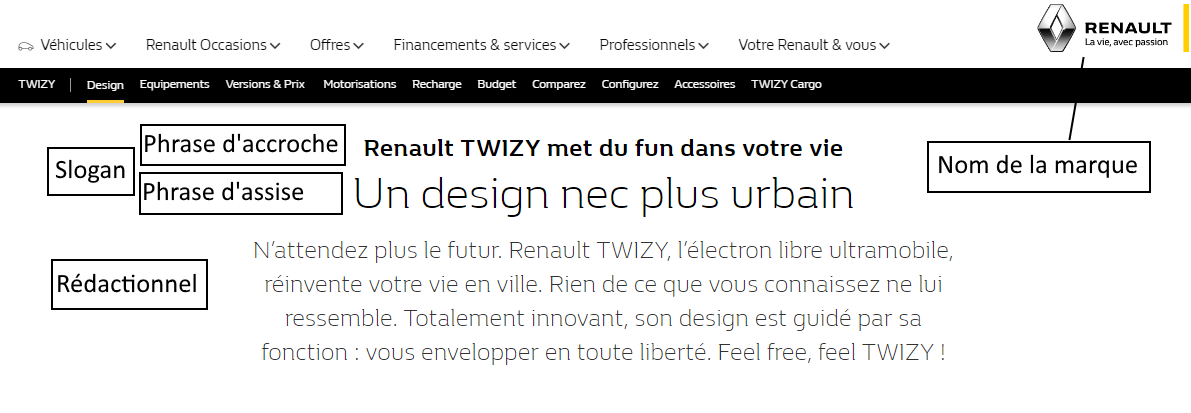 RENAULT
La vie, avec passion
Véhicules Renault Occasions Offres Financements & services Professionnels Votre Renault & vous
TWIZY Design Equipements Versions & Prix Motorisations Recharge Budget Comparez Configurez Accessoires TWIZY Cargo
Phrase d'accroche
Renault TWIZY met du fun dans votre vie
Slogan
Nom de la marque
Phrase d'assise
Un design nec plus urbain
Rédactionnel
N'attendez plus le futur. Renault TWIZY, l'électron libre ultramobile,
réinvente votre vie en ville. Rien de ce que vous connaissez ne lui
ressemble. Totalement innovant, son design est guidé par sa
fonction : vous envelopper en toute liberté. Feel free, feel TWIZY !